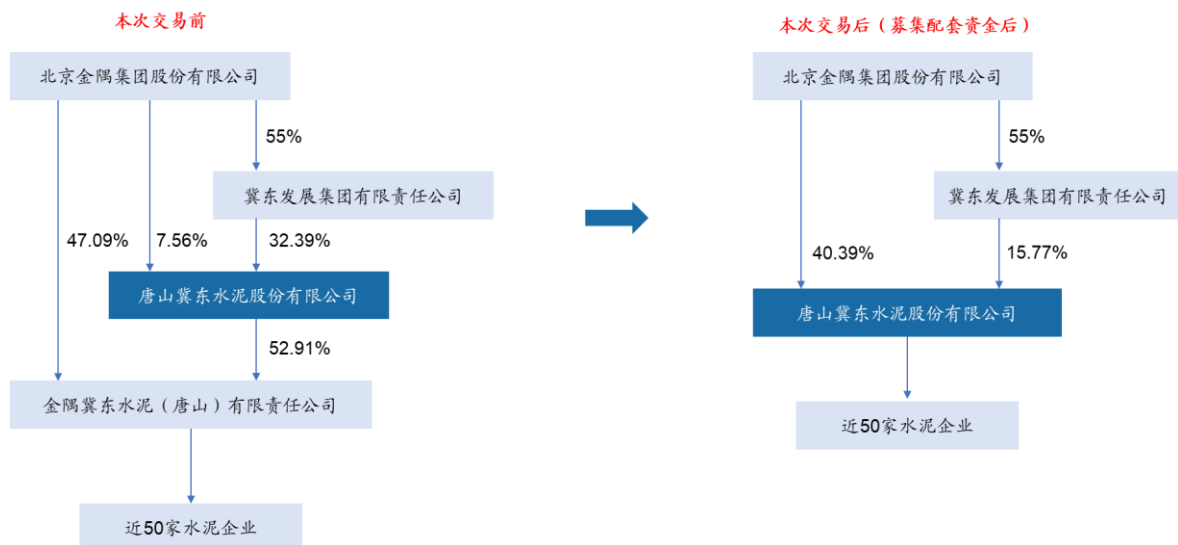 本次交易前
北京金隅集团股份有限公司
55%
冀东发展集团有限责任公司
47.09%
7.56%
32.39%
唐山冀东水泥股份有限公司
52.91%
金隅冀东水泥（唐山）有限责任公司
近50家水泥企业
本次交易后（募集配套资金后）
北京金隅集团股份有限公司
55%
冀东发展集团有限责任公司
40.39%
15.77%
唐山冀东水泥股份有限公司
近50家水泥企业